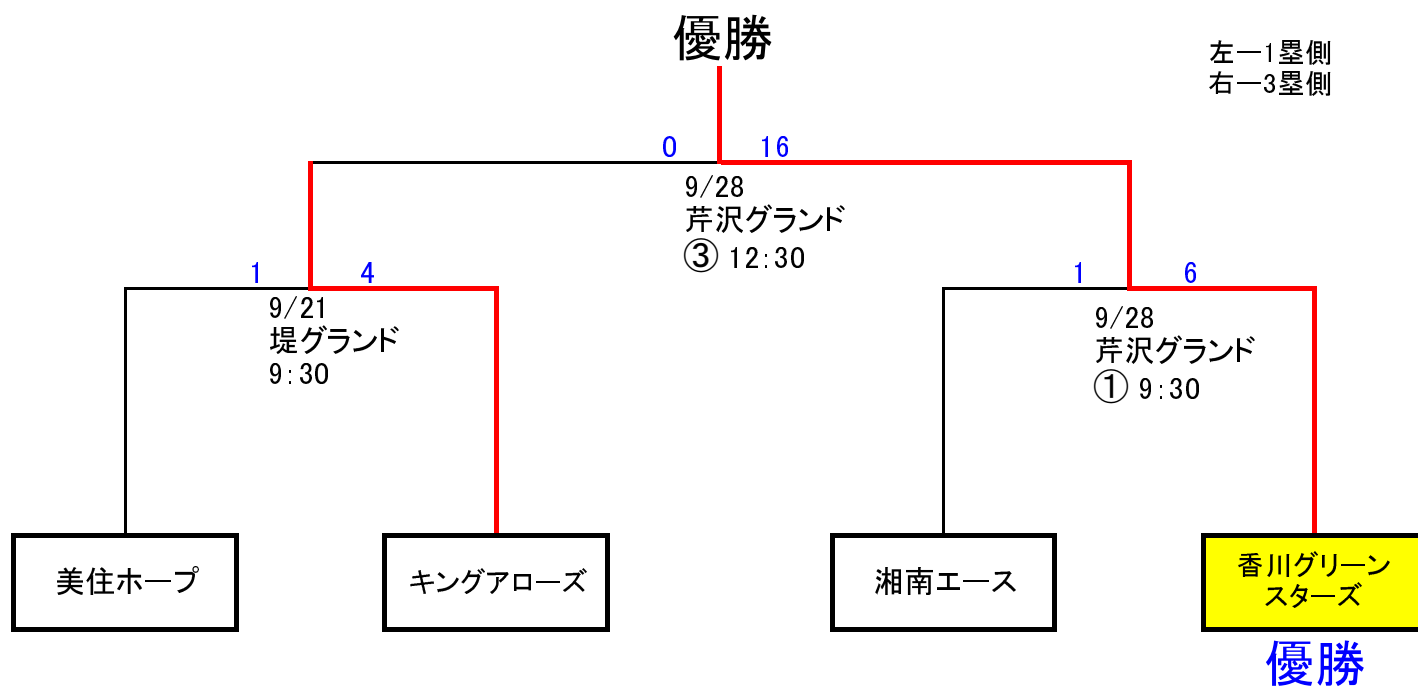 優勝
左―1塁側
右―3塁側
0
16
9/28
芹沢グランド
③ 12:30
1
4
9/21
堤グランド
9:30
1
6
9/28
芹沢グランド
① 9:30
美住ホープ
キングアローズ
湘南エース
香川グリーン
スターズ
優勝